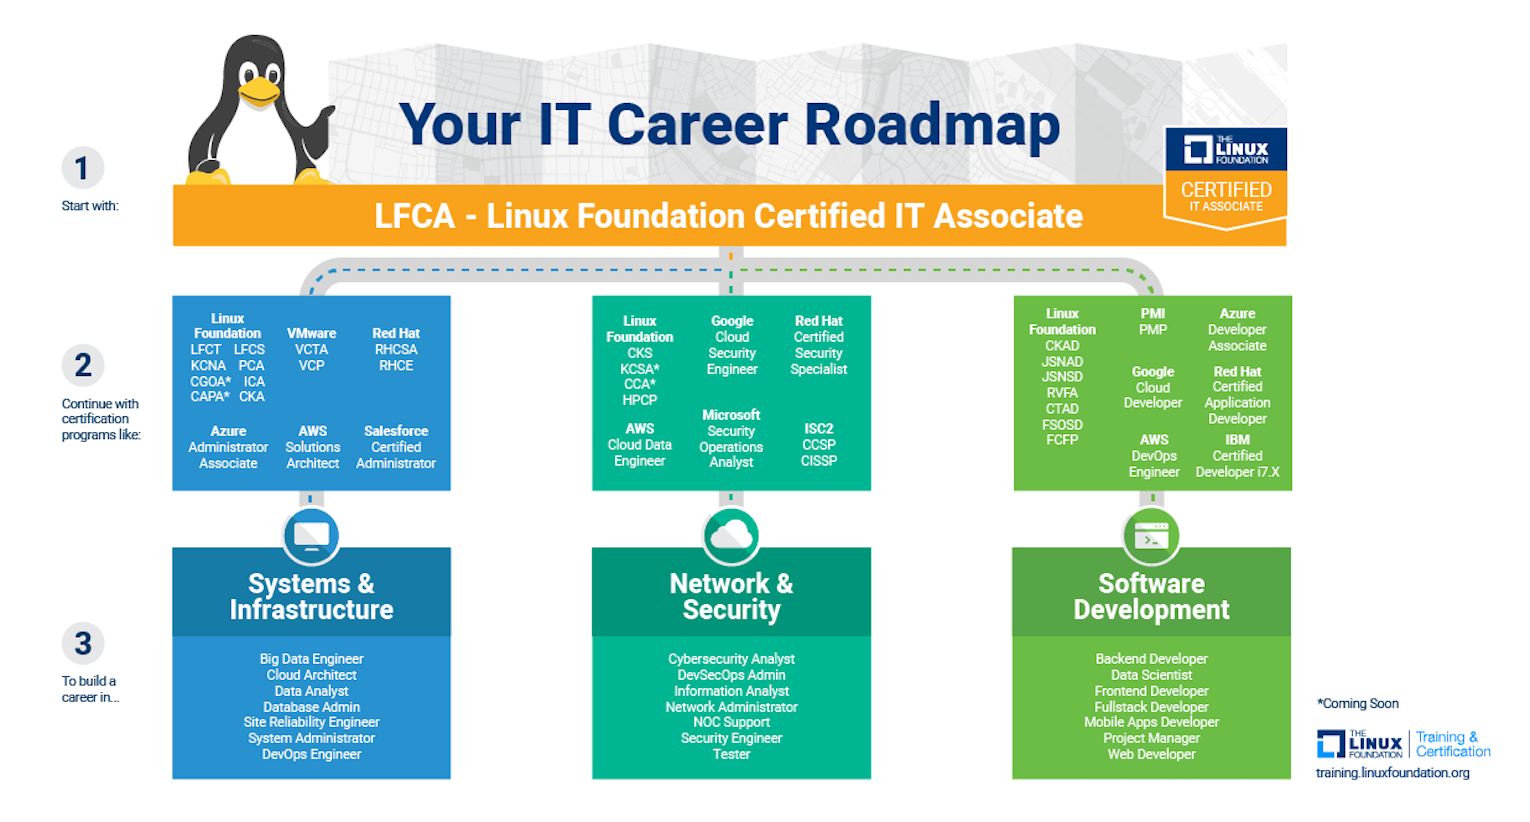 Your IT Career Roadmap
THE
LINUX
FOUNDATION
CERTIFIED
IT ASSOCIATE
1
Start with:
LFCA - Linux Foundation Certified IT Associate
2
Continue with
certification
programs like:
Linux
Foundation
LFCT LFCS
KCNA PCA
CGOA* ICA
CAPA* CKA
VMware
VCTA
VCP
Red Hat
RHCSA
RHCE
Azure
Administrator
Associate
AWS
Solutions
Architect
Salesforce
Certified
Administrator
Linux
Foundation
CKS
KCSA*
CCA*
HPCP
Google
Cloud
Security
Engineer
Red Hat
Certified
Security
Specialist
AWS
Cloud Data
Engineer
Microsoft
Security
Operations
Analyst
ISC2
CCSP
CISSP
Linux
Foundation
CKAD
JSNAD
JSNSD
RVFA
CTAD
FSOSD
FCFP
PMI
PMP
Azure
Developer
Associate
Google
Cloud
Developer
Red Hat
Certified
Application
Developer
AWS
DevOps
Engineer
IBM
Certified
Developer i7.X
3
To build a
career in...
Systems &
Infrastructure
Big Data Engineer
Cloud Architect
Data Analyst
Database Admin
Site Reliability Engineer
System Administrator
DevOps Engineer
Network &
Security
Cybersecurity Analyst
DevSecOps Admin
Information Analyst
Network Administrator
NOC Support
Security Engineer
Tester
Software
Development
Backend Developer
Data Scientist
Frontend Developer
Fullstack Developer
Mobile Apps Developer
Project Manager
Web Developer
*Coming Soon
THE
LINUX
FOUNDATION
Training &
Certification
training.linuxfoundation.org